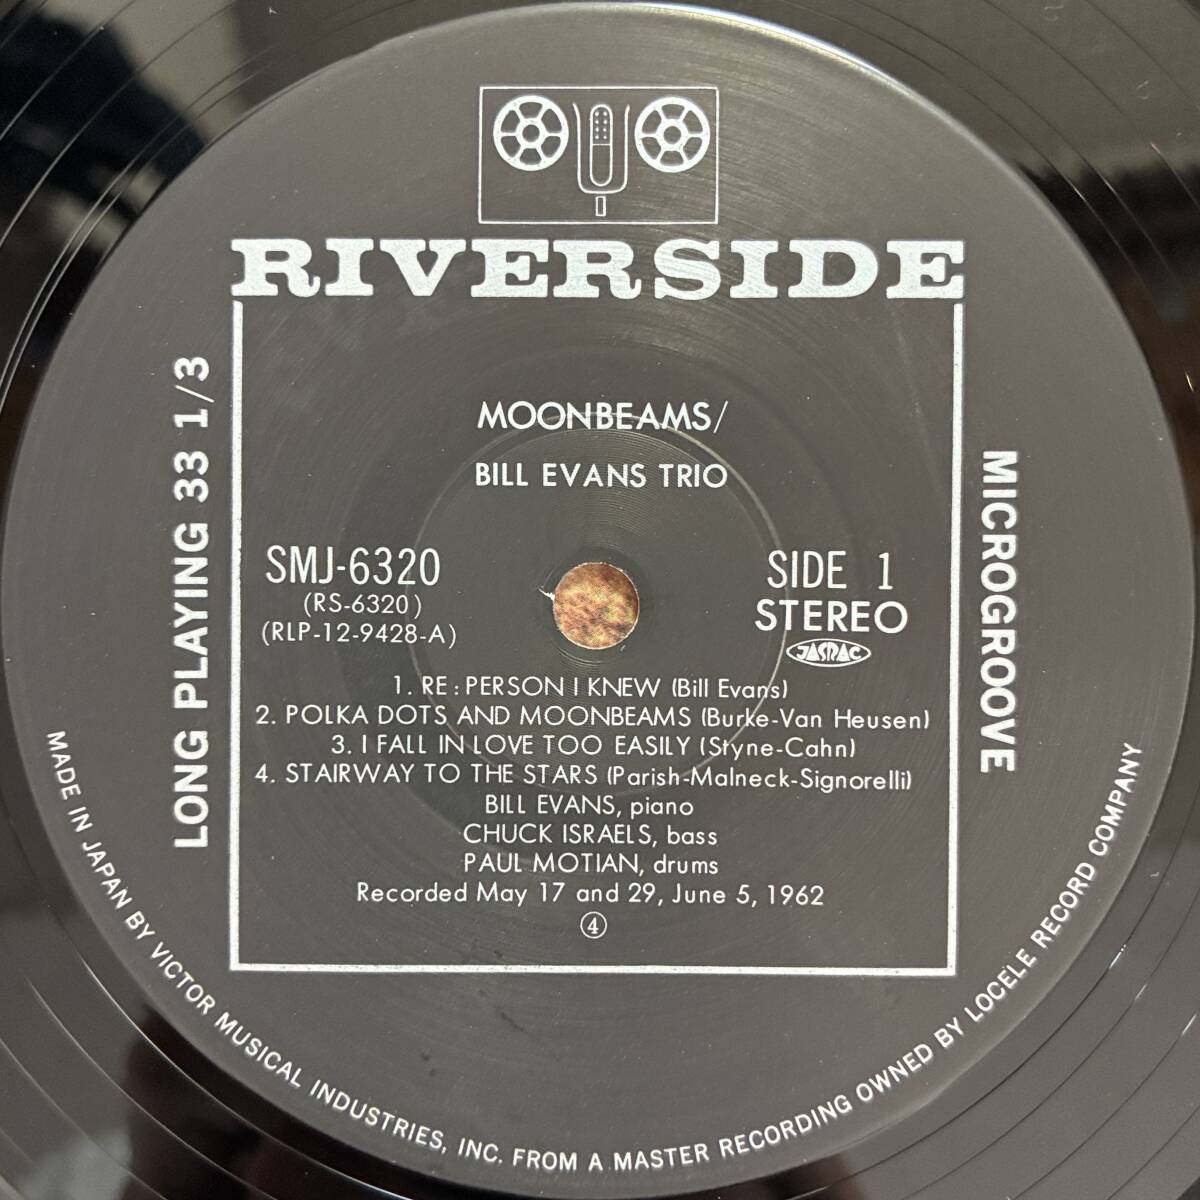 RIVERSIDE
LONG PLAYING 33 1/3
MICROGROOVE
MOONBEAMS/
BILL EVANS TRIO
SMJ-6320
(RS-6320)
(RLP-12-9428-A)
SIDE 1
STEREO
JASRAC
1. RE : PERSON I KNEW (Bill Evans)
2. POLKA DOTS AND MOONBEAMS (Burke-Van Heusen)
3. I FALL IN LOVE TOO EASILY (Styne-Cahn)
4. STAIRWAY TO THE STARS (Parish-Malneck-Signorelli)
BILL EVANS, piano
CHUCK ISRAELS, bass
PAUL MOTIAN, drums
Recorded May 17 and 29, June 5, 1962
④
MADE IN JAPAN BY VICTOR MUSICAL INDUSTRIES, INC. FROM A MASTER RECORDING OWNED BY LOCELE RECORD COMPANY